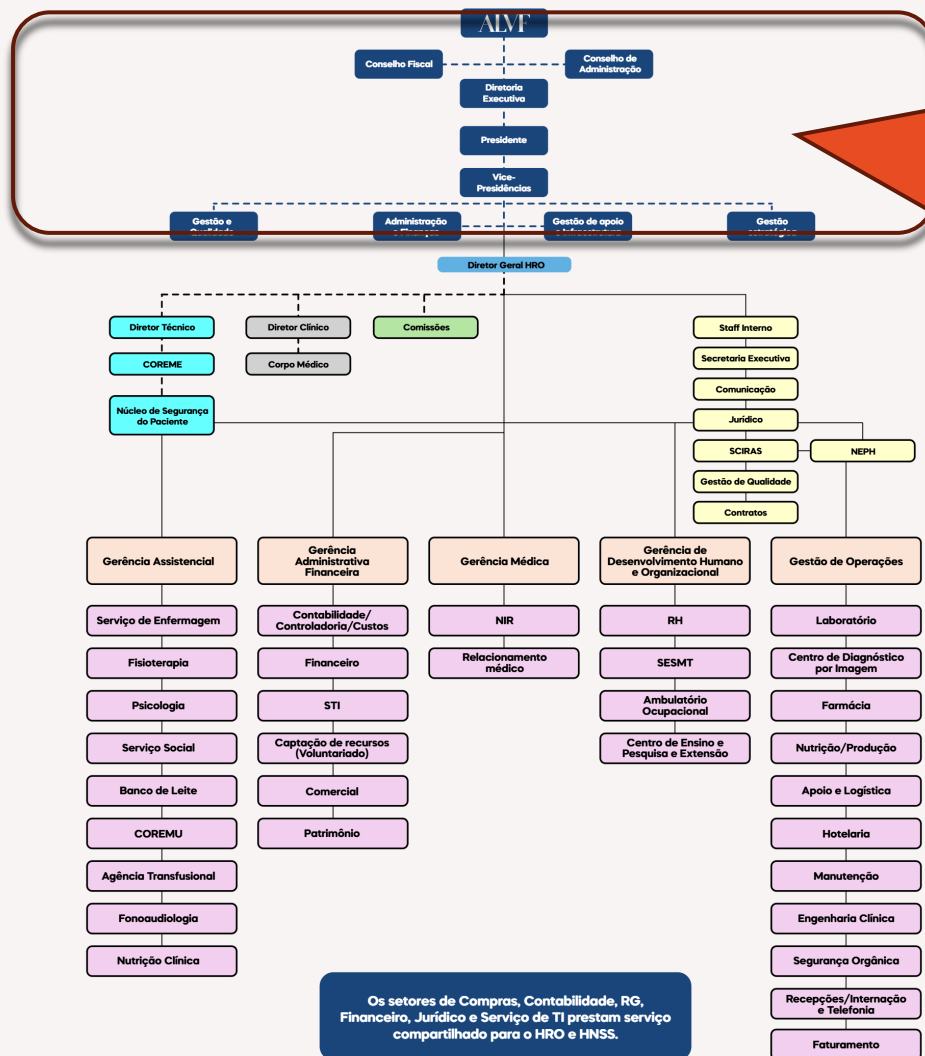 ALVF
Conselho Fiscal
Conselho de
Administração
Diretoria
Executiva
Presidente
Vice-
Presidências
Gestão e
Qualidade
Administração
e Finanças
Gestão de apoio
e Infraestrutura
Gestão
estratégica
Diretor Geral HRO
Diretor Técnico
Diretor Clínico
Comissões
Staff Interno
COREME
Corpo Médico
Secretaria Executiva
Comunicação
Núcleo de Segurança
do Paciente
Jurídico
SCIRAS
NEPH
Gestão de Qualidade
Contratos
Gerência Assistencial
Gerência
Administrativa
Financeira
Gerência Médica
Gerência de
Desenvolvimento Humano
e Organizacional
Gestão de Operações
Serviço de Enfermagem
Fisioterapia
Psicologia
Serviço Social
Banco de Leite
COREMU
Agência Transfusional
Fonoaudiologia
Nutrição Clínica
Contabilidade/
Controladoria/Custos
Financeiro
STI
Captação de recursos
(Voluntariado)
Comercial
Patrimônio
NIR
Relacionamento
médico
RH
SESMT
Ambulatório
Ocupacional
Centro de Ensino e
Pesquisa e Extensão
Laboratório
Centro de Diagnóstico
por Imagem
Farmácia
Nutrição/Produção
Apoio e Logística
Hotelaria
Manutenção
Engenharia Clínica
Segurança Orgânica
Recepções/Internação
e Telefonia
Faturamento
Os setores de Compras, Contabilidade, RG,
Financeiro, Jurídico e Serviço de TI prestam serviço
compartilhado para o HRO e HNSS.